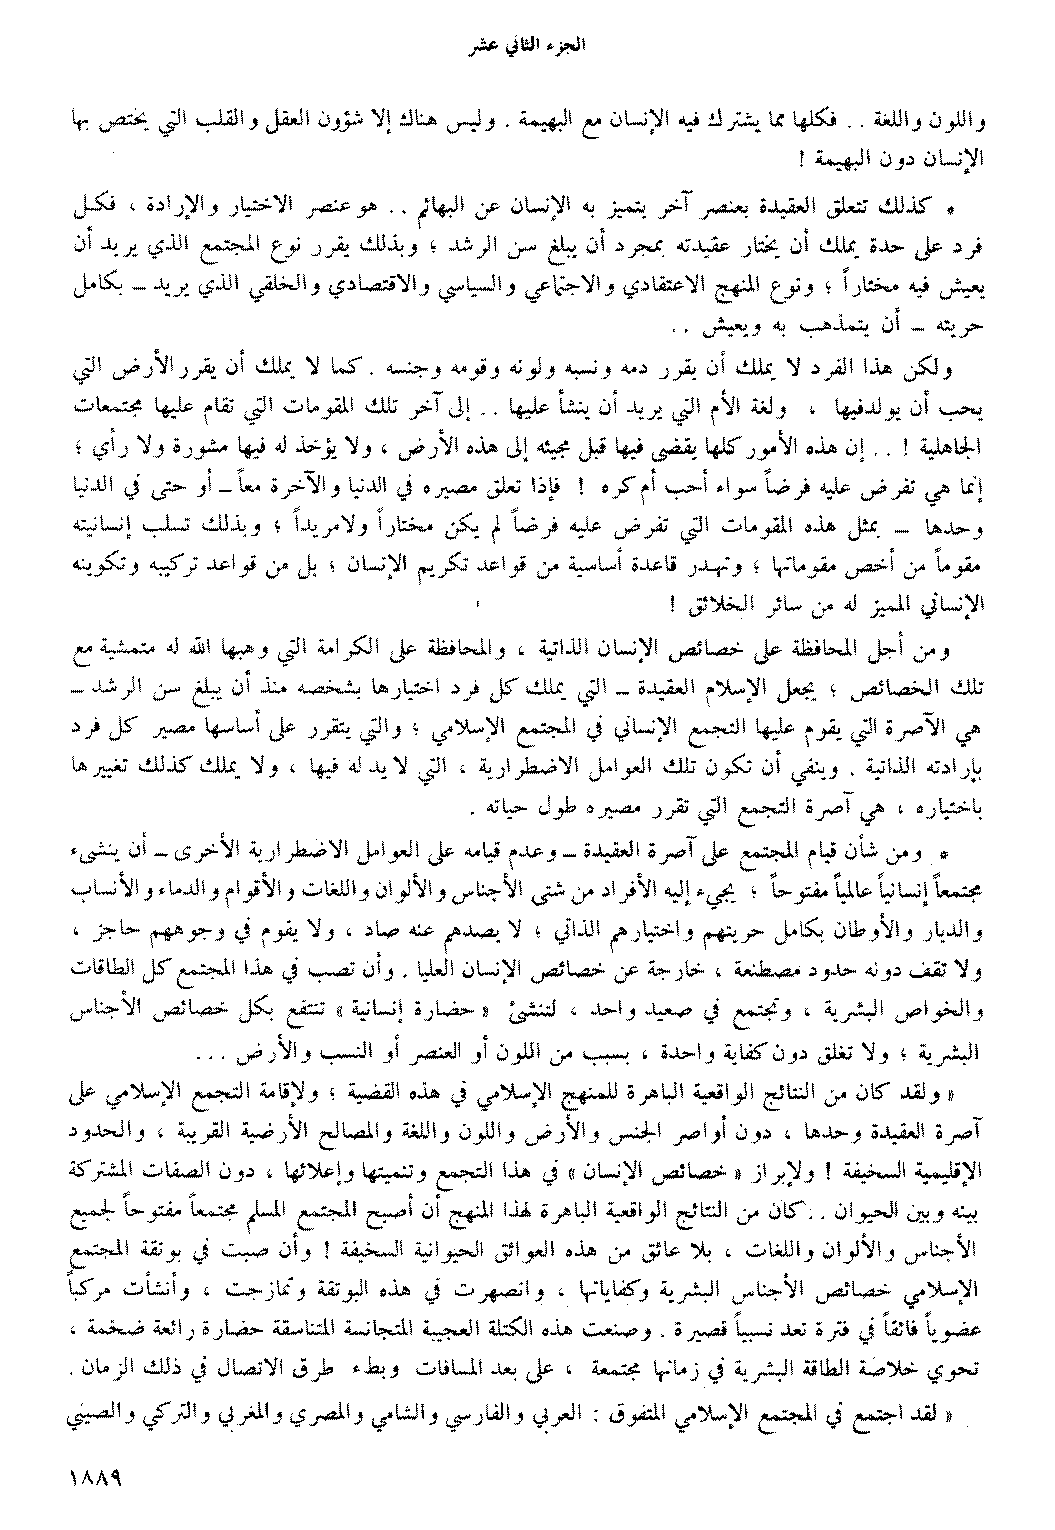 الجزء الثاني عشر
واللون واللغة .. فكلها مما يشترك فيه الإنسان مع البهيمة . وليس هناك إلا شؤون العقل والقلب التي يختص بها
الإنسان دون البهيمة !
* كذلك تتعلق العقيدة بعنصر آخر يتميز به الإنسان عن البهائم .. هو عنصر الاختيار والإرادة ، فكل
فرد على حدة يملك أن يختار عقيدته بمجرد أن يبلغ سن الرشد ؛ وبذلك يقرر نوع المجتمع الذي يريد أن
يعيش فيه مختاراً ؛ ونوع المنهج الاعتقادي والاجتماعي والسياسي والاقتصادي والخلقي الذي يريد – بكامل
حريته – أن يتمذهب به ويعيش ..
ولكن هذا الفرد لا يملك أن يقرر دمه ونسبه ولونه وقومه وجنسه . كما لا يملك أن يقرر الأرض التي
يحب أن يولدفيها ، ولغة الأم التي يريد أن ينشأ عليها .. إلى آخر تلك المقومات التي تقام عليها مجتمعات
الجاهلية ! .. إن هذه الأمور كلها يقضى فيها قبل مجيئه إلى هذه الأرض ، ولا يؤخذ له فيها مشورة ولا رأي ؛
إنما هي تفرض عليه فرضاً سواء أحب أم كره ! فإذا تعلق مصيره في الدنيا والآخرة معاً – أو حتى في الدنيا
وحدها – بمثل هذه المقومات التي تفرض عليه فرضاً لم يكن مختاراً ولامريداً ؛ وبذلك تسلب إنسانيته
مقوماً من أخص مقوماتها ؛ وتهدر قاعدة أساسية من قواعد تكريم الإنسان ؛ بل من قواعد تركيبه وتكوينه
الإنساني المميز له من سائر الخلائق !
ومن أجل المحافظة على خصائص الإنسان الذاتية ، والمحافظة على الكرامة التي وهبها الله له متمشية مع
تلك الخصائص ؛ يجعل الإسلام العقيدة – التي يملك كل فرد اختيارها بشخصه منذ أن يبلغ سن الرشد –
هي الآصرة التي يقوم عليها التجمع الإنساني في المجتمع الإسلامي ؛ والتي يتقرر على أساسها مصير كل فرد
بإرادته الذاتية . وينفي أن تكون تلك العوامل الاضطرارية ، التي لا يد له فيها ، ولا يملك كذلك تغييرها
باختياره ، هي آصرة التجمع التي تقرر مصيره طول حياته .
* ومن شأن قيام المجتمع على آصرة العقيدة – وعدم قيامه على العوامل الاضطرارية الأخرى – أن ينشىء
مجتمعاً إنسانياً عالمياً مفتوحاً ؛ يجيء إليه الأفراد من شتى الأجناس والألوان واللغات والأقوام والدماء والأنساب
والديار والأوطان بكامل حريتهم واختيارهم الذاتي ؛ لا يصدهم عنه صاد ، ولا يقوم في وجوههم حاجز ،
ولا تقف دونه حدود مصطنعة ، خارجة عن خصائص الإنسان العليا . وأن تصب في هذا المجتمع كل الطاقات
والخواص البشرية ، وتجتمع في صعيد واحد ، لتنشئ « حضارة إنسانية » تنتفع بكل خصائص الأجناس
البشرية ؛ ولا تغلق دون كفاية واحدة ، بسبب من اللون أو العنصر أو النسب والأرض ...
« ولقد كان من النتائج الواقعية الباهرة للمنهج الإسلامي في هذه القضية ؛ ولإقامة التجمع الإسلامي على
آصرة العقيدة وحدها ، دون أواصر الجنس والأرض واللون واللغة والمصالح الأرضية القريبة ، والحدود
الإقليمية السخيفة ! ولإبراز « خصائص الإنسان » في هذا التجمع وتنميتها وإعلائها ، دون الصفات المشتركة
بينه وبين الحيوان .. كان من النتائج الواقعية الباهرة لهذا المنهج أن أصبح المجتمع المسلم مجتمعاً مفتوحاً لجميع
الأجناس والألوان واللغات ، بلا عائق من هذه العوائق الحيوانية السخيفة ! وأن صبت في بوتقة المجتمع
الإسلامي خصائص الأجناس البشرية وكفاياتها ، وانصهرت في هذه البوتقة وتمازجت ، وأنشأت مركباً
عضوياً فائقاً في فترة تعد نسبياً قصيرة . وصنعت هذه الكتلة العجيبة المتجانسة المتناسقة حضارة رائعة ضخمة ،
تحوي خلاصة الطاقة البشرية في زمانها مجتمعة ، على بعد المسافات وبطء طرق الاتصال في ذلك الزمان .
« لقد اجتمع في المجتمع الإسلامي المتفوق : العربي والفارسي والشامي والمصري والمغربي والتركي والصيني
١٨٨٩